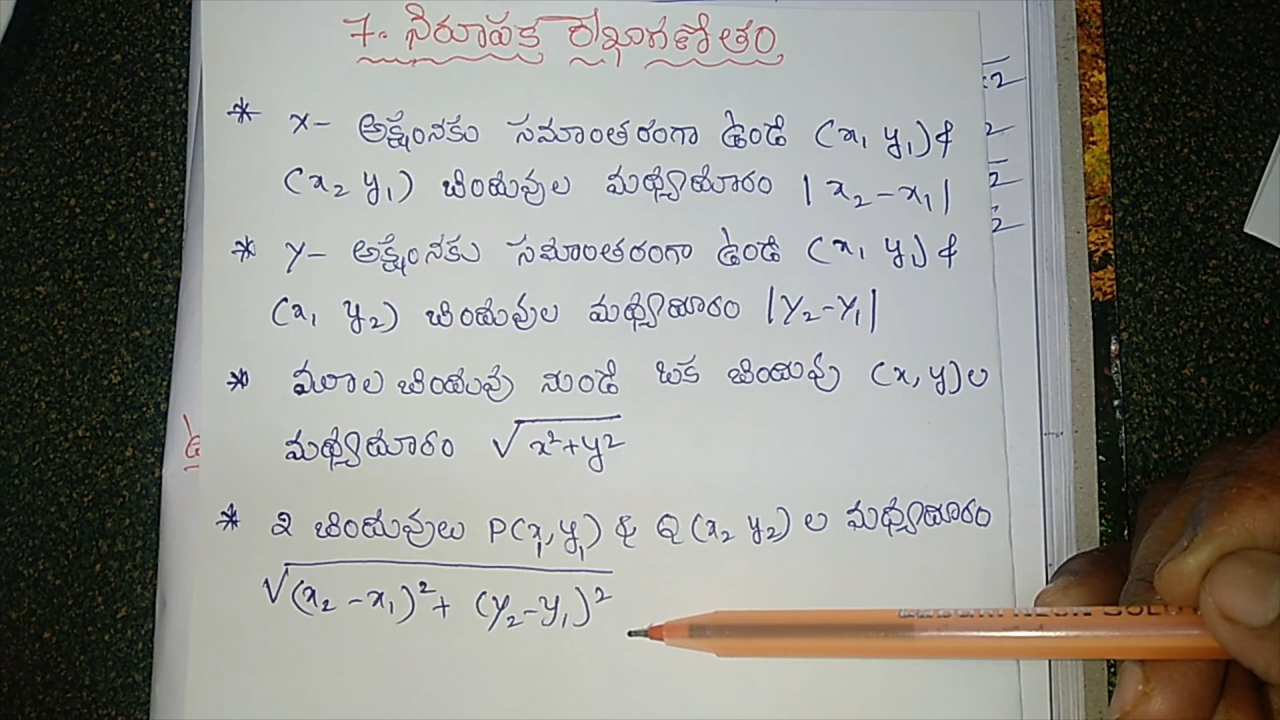 7. నిరూపక రేఖాగణితం
* x- అక్షంనకు సమాంతరంగా ఉండే (x₁ y₁) &
(x₂ y₁) బిందువుల మధ్యదూరం |x₂-x₁|
* y- అక్షంనకు సమాంతరంగా ఉండే (x₁ y₁) &
(x₁ y₂) బిందువుల మధ్యదూరం |y₂-y₁|
* మూల బిందువు నుండి ఒక బిందువు (x, y) ల
మధ్యదూరం √x²+y²
* 2 బిందువులు P(x₁, y₁) & Q(x₂ y₂) ల మధ్యదూరం
√(x₂-x₁)²+ (y₂-y₁)²